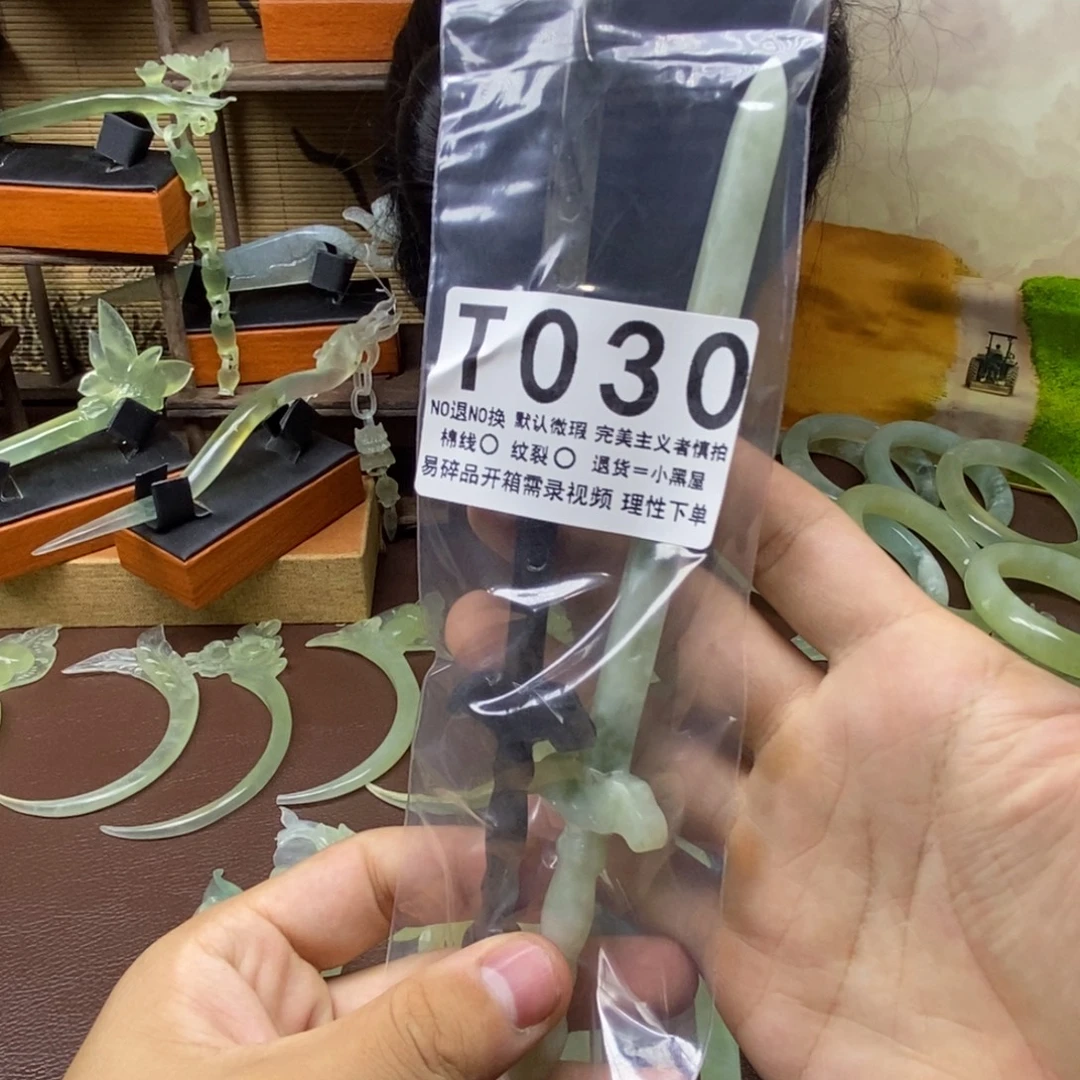 T030
NO退NO换 默认微瑕 完美主义者慎拍
棉线○ 纹裂○ 退货=小黑屋
易碎品开箱需录视频 理性下单